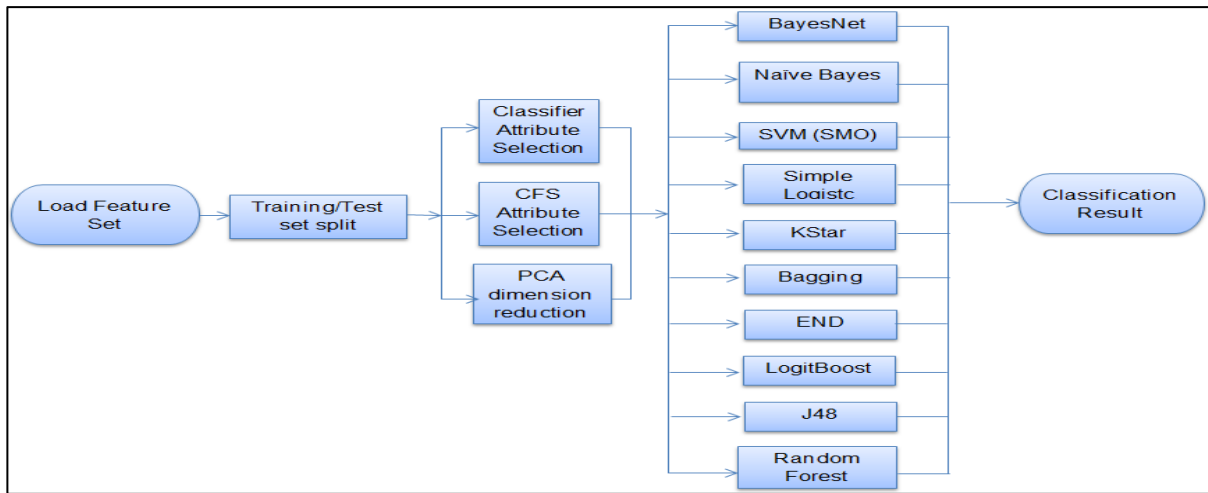 Load Feature
Set
Training/Test
set split
Classifier
Attribute
Selection
CFS
Attribute
Selection
PCA
dimension
reduction
BayesNet
Naïve Bayes
SVM (SMO)
Simple
Logistc
KStar
Bagging
END
LogitBoost
J48
Random
Forest
Classification
Result